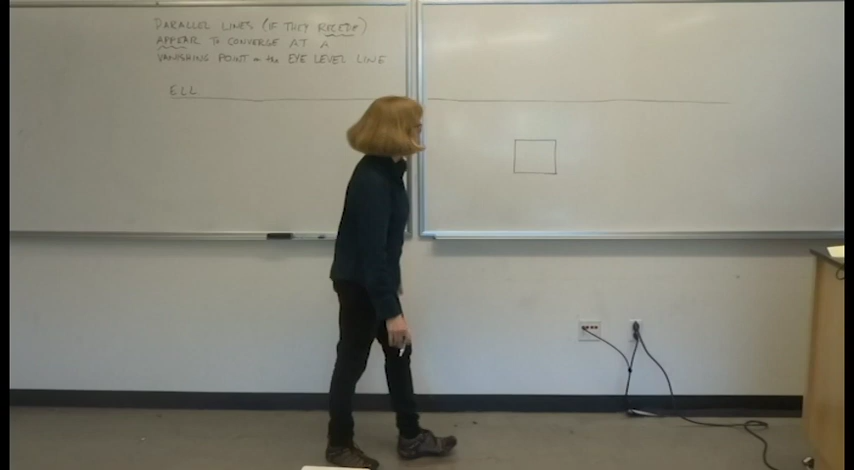 PARALLEL LINES (IF THEY RECEDE)
APPEAR TO CONVERGE AT A
VANISHING POINT on the EYE LEVEL LINE
ELL